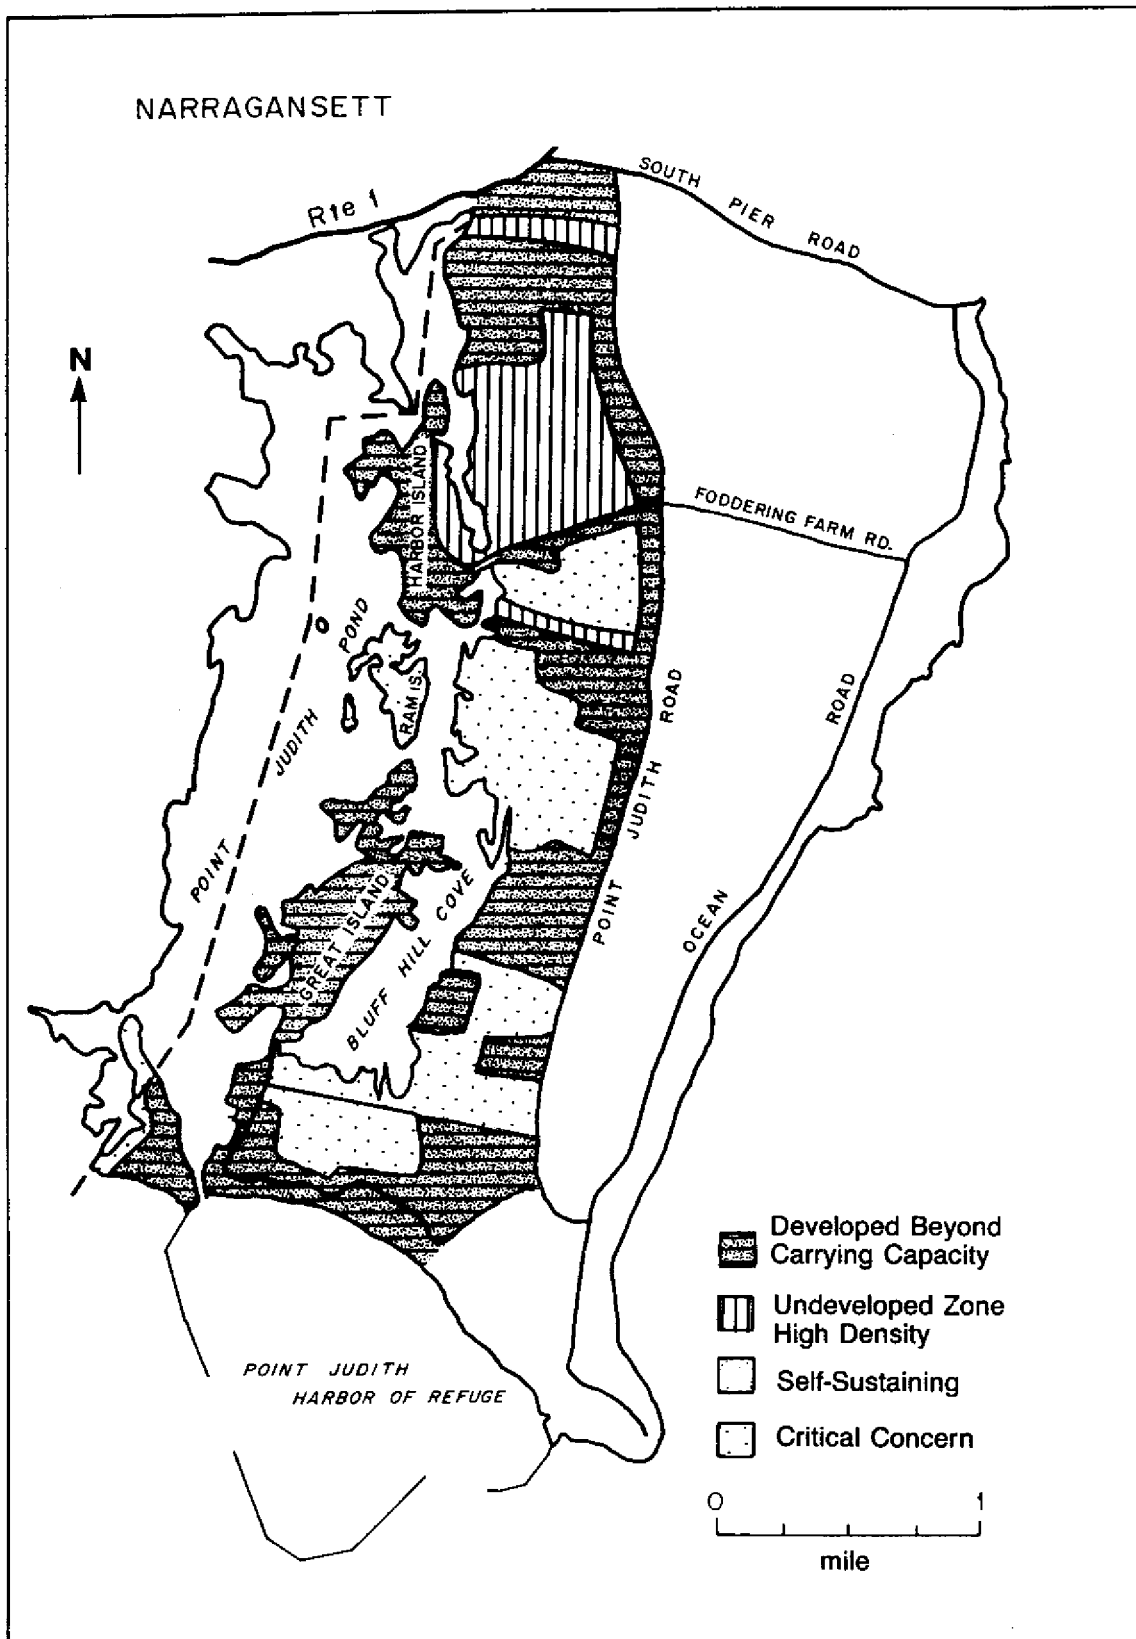 NARRAGANSETT
SOUTH PIER ROAD
Rte 1
N
HARBOR ISLAND
FODDERING FARM RD.
POINT JUDITH POND
RAM IS.
POINT JUDITH ROAD
OCEAN ROAD
GREAT ISLAND
BLUFF HILL COVE
Developed Beyond
Carrying Capacity
Undeveloped Zone
High Density
Self-Sustaining
Critical Concern
POINT JUDITH
HARBOR OF REFUGE
0 1
mile